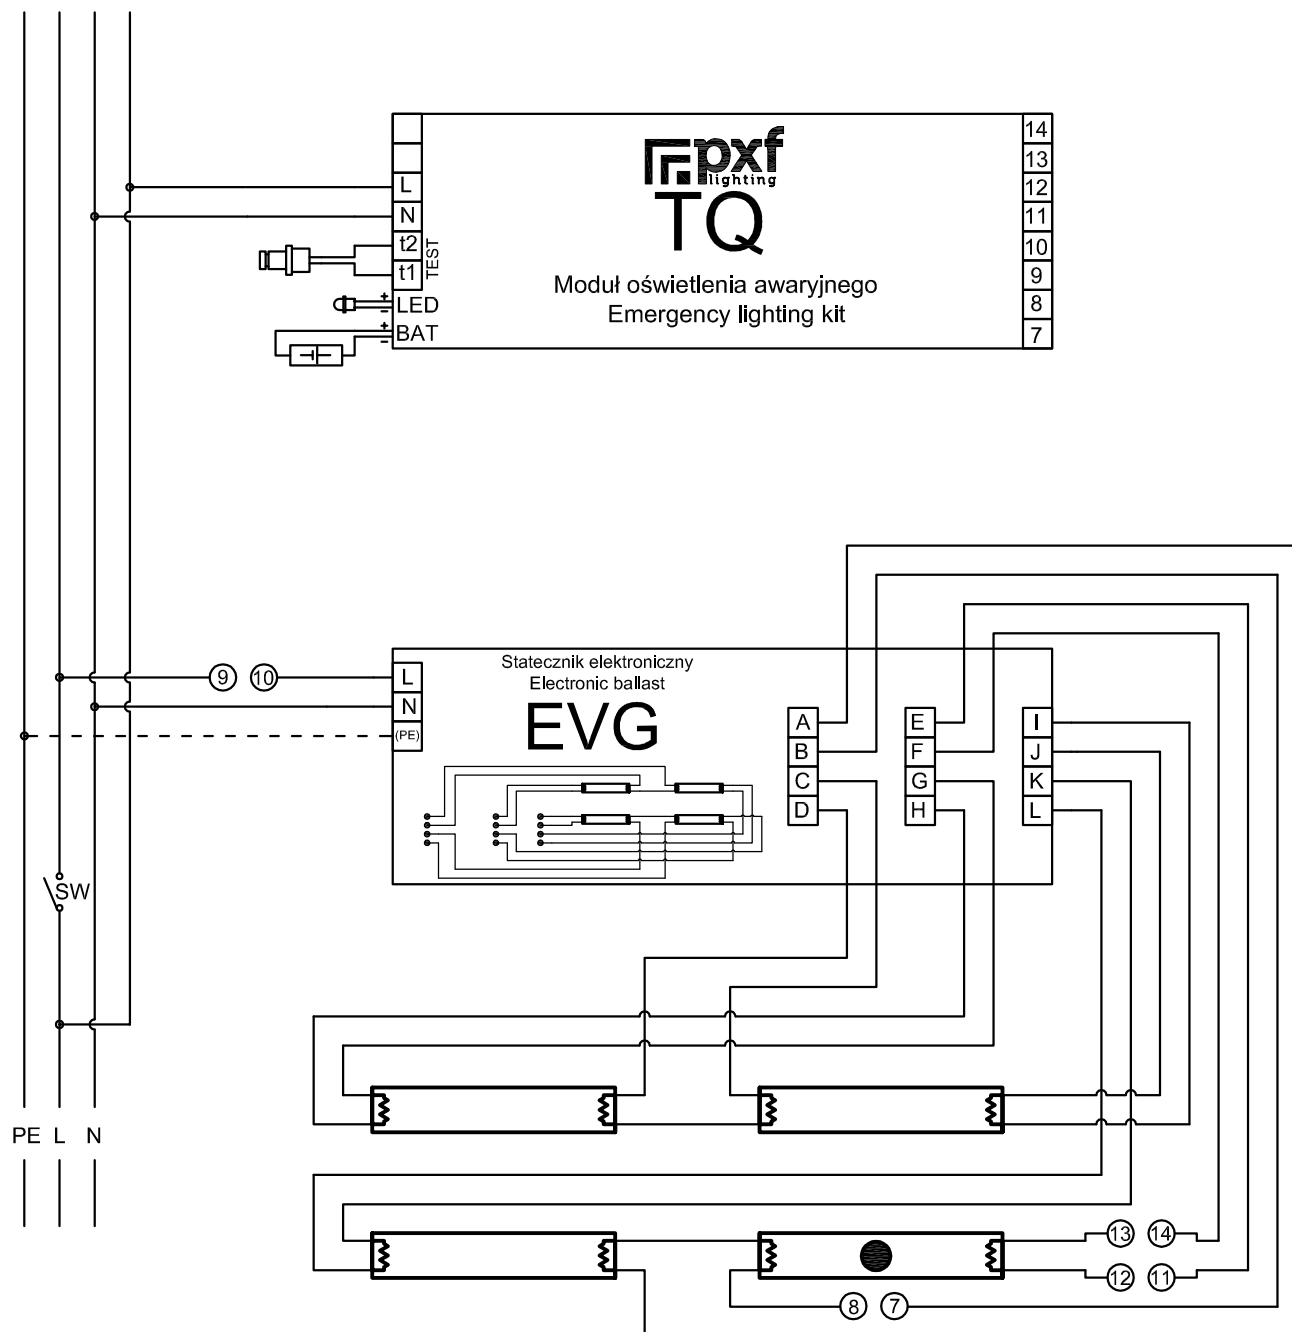 pxf
lighting
TQ
Moduł oświetlenia awaryjnego
Emergency lighting kit
L
N
t2
t1
TEST
+
-
LED
+
-
BAT
14
13
12
11
10
9
8
7
Statecznik elektroniczny
Electronic ballast
EVG
9 10
L
N
(PE)
A
B
C
D
E
F
G
H
I
J
K
L
SW
PE L N
13 14
12 11
8 7